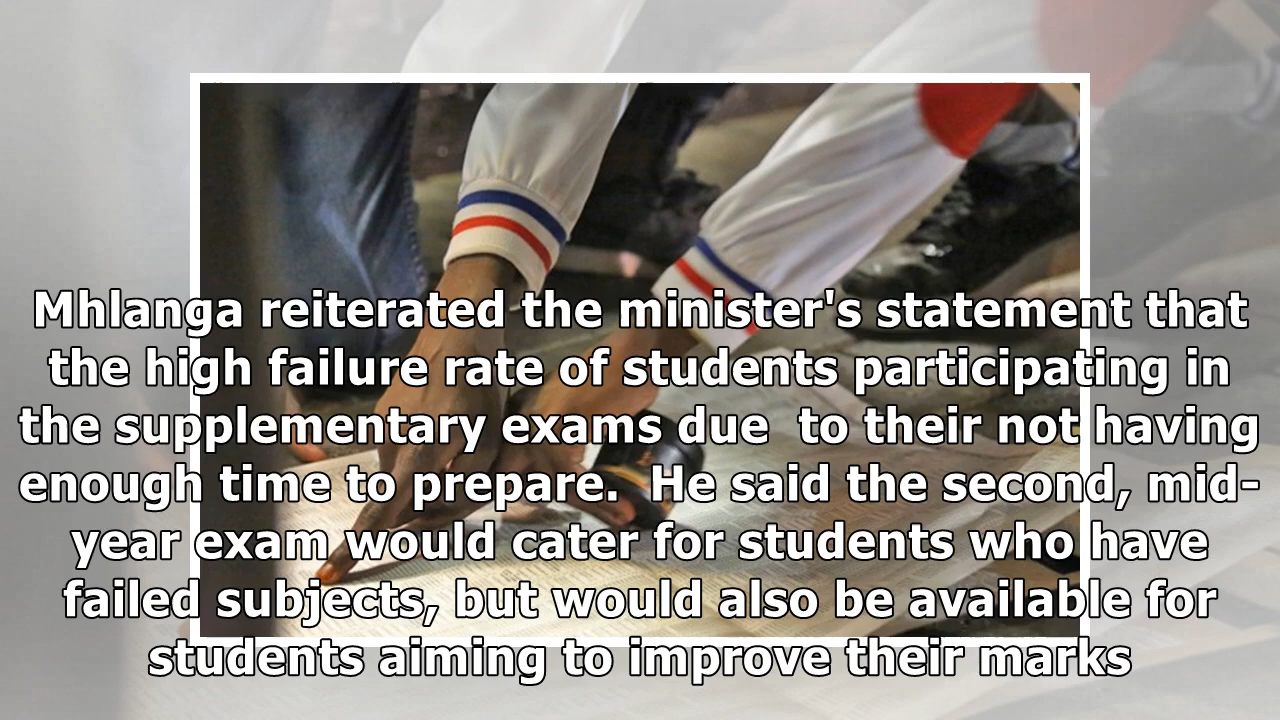 Mhlanga reiterated the minister's statement that
the high failure rate of students participating in
the supplementary exams due  to their not having
enough time to prepare.  He said the second, mid-
year exam would cater for students who have
failed subjects, but would also be available for
students aiming to improve their marks